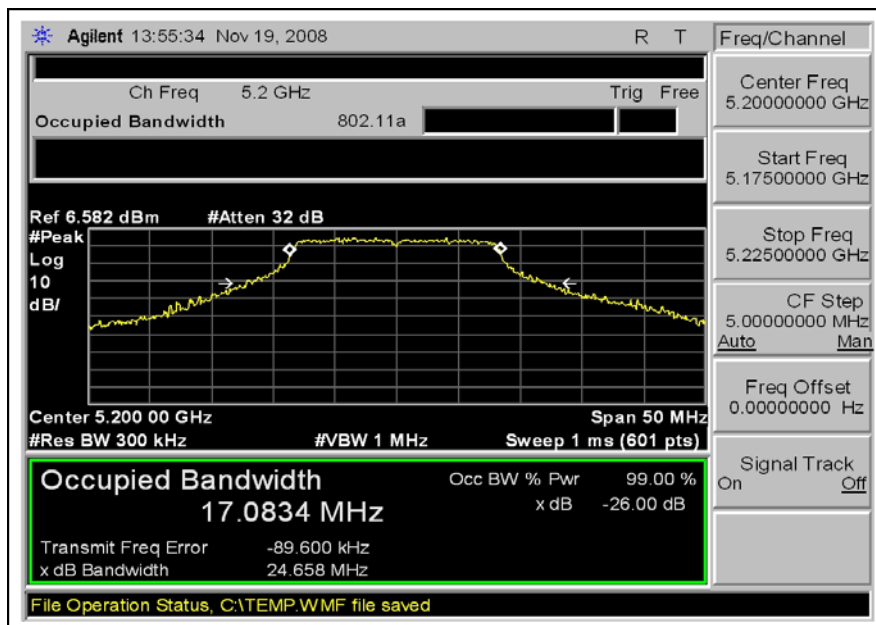 Agilent 13:55:34 Nov 19, 2008 R T
Freq/Channel
Ch Freq 5.2 GHz Trig Free
Occupied Bandwidth 802.11a
Center Freq
5.20000000 GHz
Start Freq
5.17500000 GHz
Stop Freq
5.22500000 GHz
CF Step
5.00000000 MHz
Auto Man
Freq Offset
0.00000000 Hz
Signal Track
On Off
Ref 6.582 dBm #Atten 32 dB
#Peak
Log
10
dB/
Center 5.200 00 GHz Span 50 MHz
#Res BW 300 kHz #VBW 1 MHz Sweep 1 ms (601 pts)
Occupied Bandwidth
17.0834 MHz
Occ BW % Pwr 99.00 %
x dB -26.00 dB
Transmit Freq Error -89.600 kHz
x dB Bandwidth 24.658 MHz
File Operation Status, C:\TEMP.WMF file saved